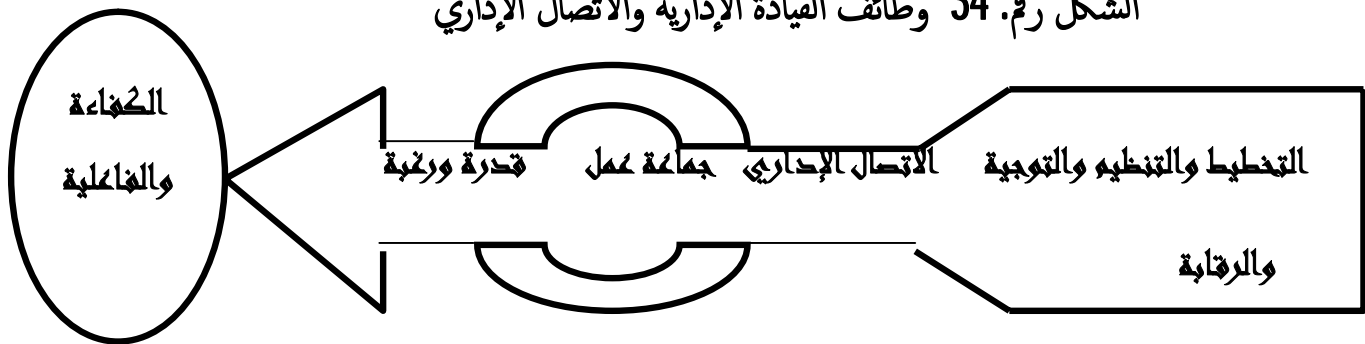 الشكل رقم. 34 وظائف القيادة الإدارية والاتصال الإداري
التخطيط والتنظيم والتوجية
والرقابة
الاتصال الإداري
جماعة عمل
قدرة ورغبة
الكفاءة
والفاعلية